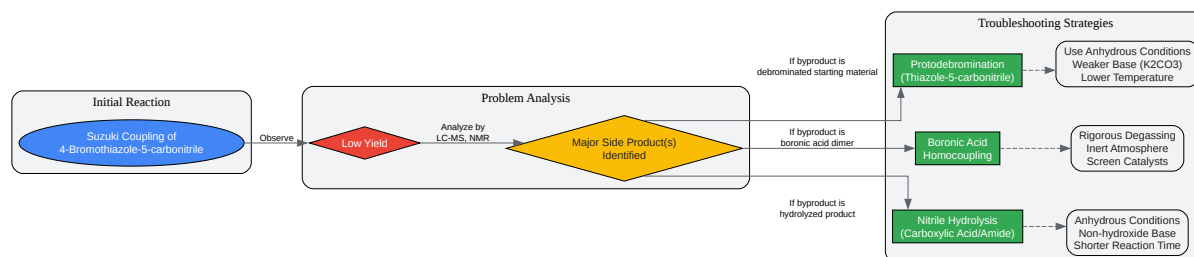 Initial Reaction
Suzuki Coupling of
4-Bromothiazole-5-carbonitrile
Observe
Problem Analysis
Low Yield
Analyze by
LC-MS, NMR
Major Side Product(s)
Identified
If byproduct is
debrominated starting material
If byproduct is
boronic acid dimer
If byproduct is
hydrolyzed product
Troubleshooting Strategies
Protodebromination
(Thiazole-5-carbonitrile)
Use Anhydrous Conditions
Weaker Base (K2CO3)
Lower Temperature
Boronic Acid
Homocoupling
Rigorous Degassing
Inert Atmosphere
Screen Catalysts
Nitrile Hydrolysis
(Carboxylic Acid/Amide)
Anhydrous Conditions
Non-hydroxide Base
Shorter Reaction Time